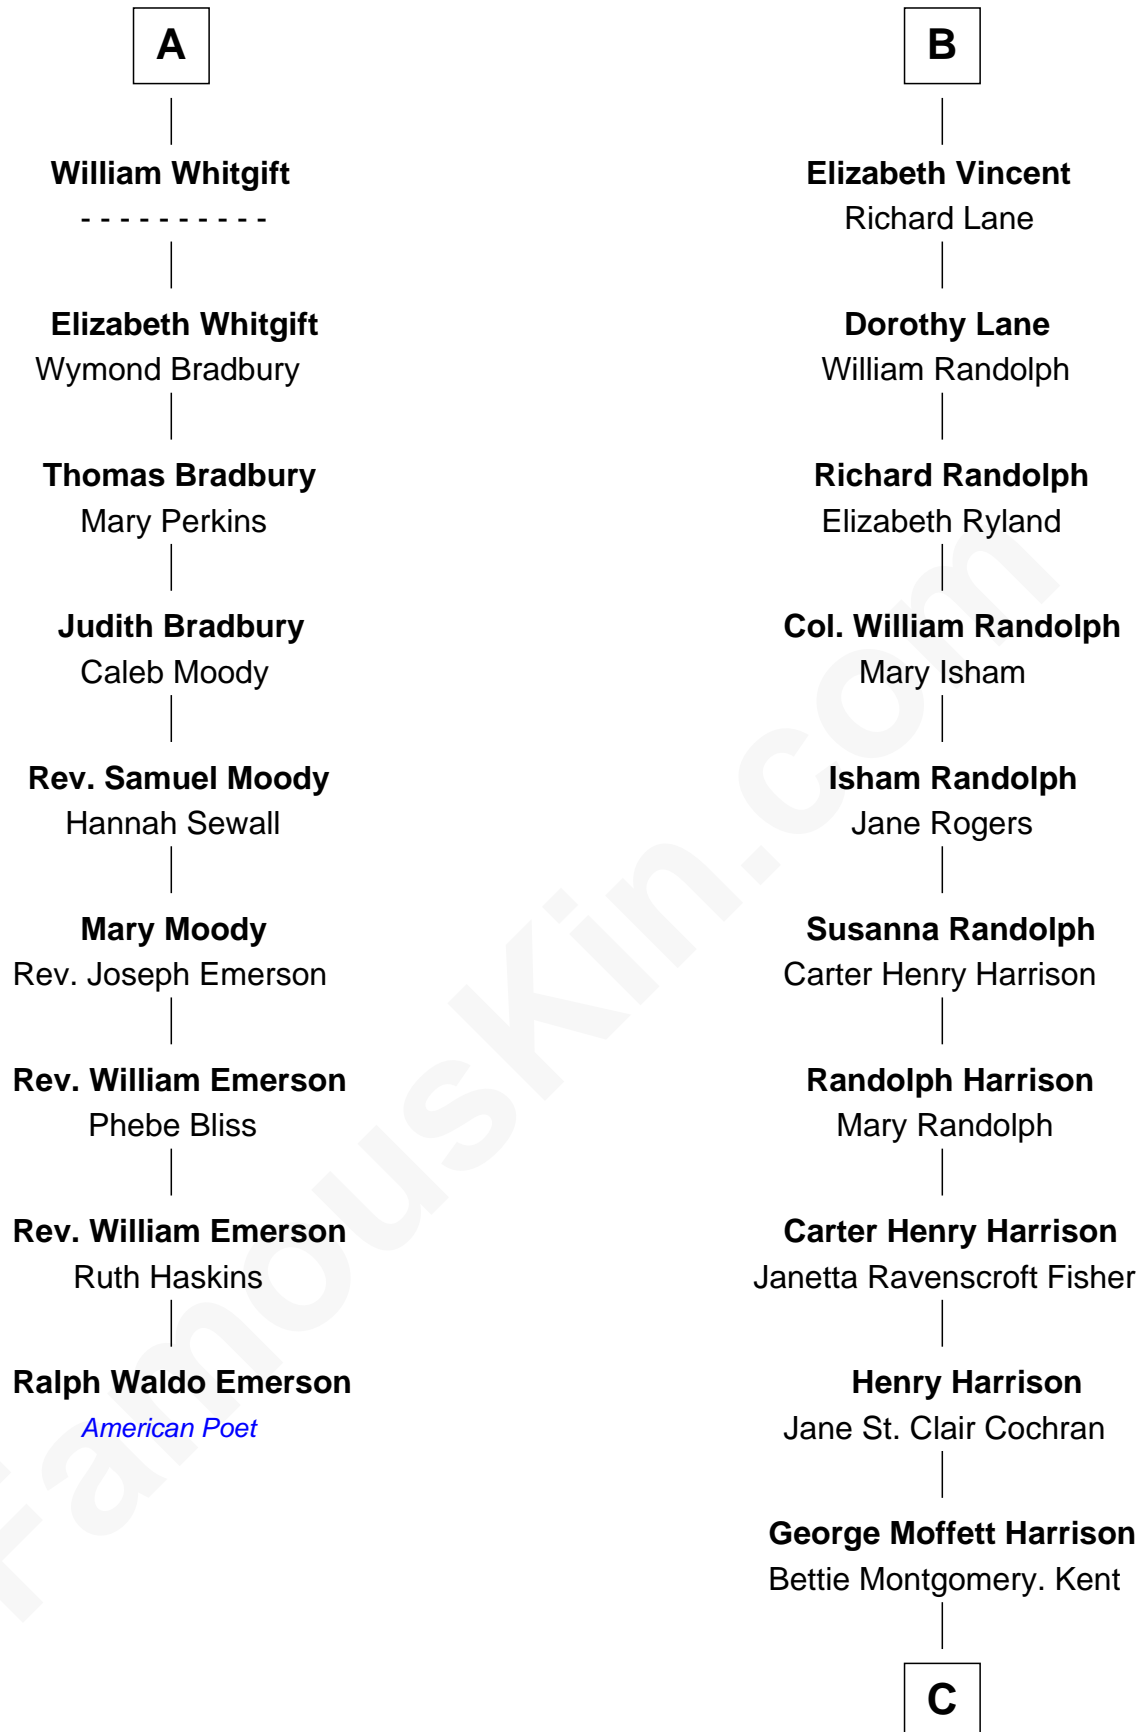 A
William Whitgift
- - - - - - - - - -
Elizabeth Whitgift
Wymond Bradbury
Thomas Bradbury
Mary Perkins
Judith Bradbury
Caleb Moody
Rev. Samuel Moody
Hannah Sewall
Mary Moody
Rev. Joseph Emerson
Rev. William Emerson
Phebe Bliss
Rev. William Emerson
Ruth Haskins
Ralph Waldo Emerson
American Poet
B
Elizabeth Vincent
Richard Lane
Dorothy Lane
William Randolph
Richard Randolph
Elizabeth Ryland
Col. William Randolph
Mary Isham
Isham Randolph
Jane Rogers
Susanna Randolph
Carter Henry Harrison
Randolph Harrison
Mary Randolph
Carter Henry Harrison
Janetta Ravenscroft Fisher
Henry Harrison
Jane St. Clair Cochran
George Moffett Harrison
Bettie Montgomery. Kent
C
FamousKin.com